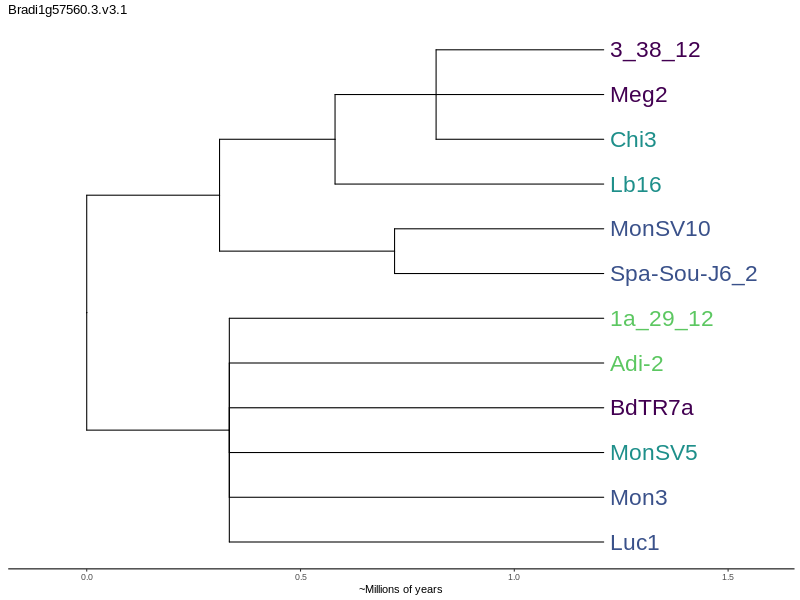 Bradi1g57560.3.v3.1
3_38_12
Meg2
Chi3
Lb16
MonSV10
Spa-Sou-J6_2
1a_29_12
Adi-2
BdTR7a
MonSV5
Mon3
Luc1
0.0 0.5 1.0 1.5
~Millions of years